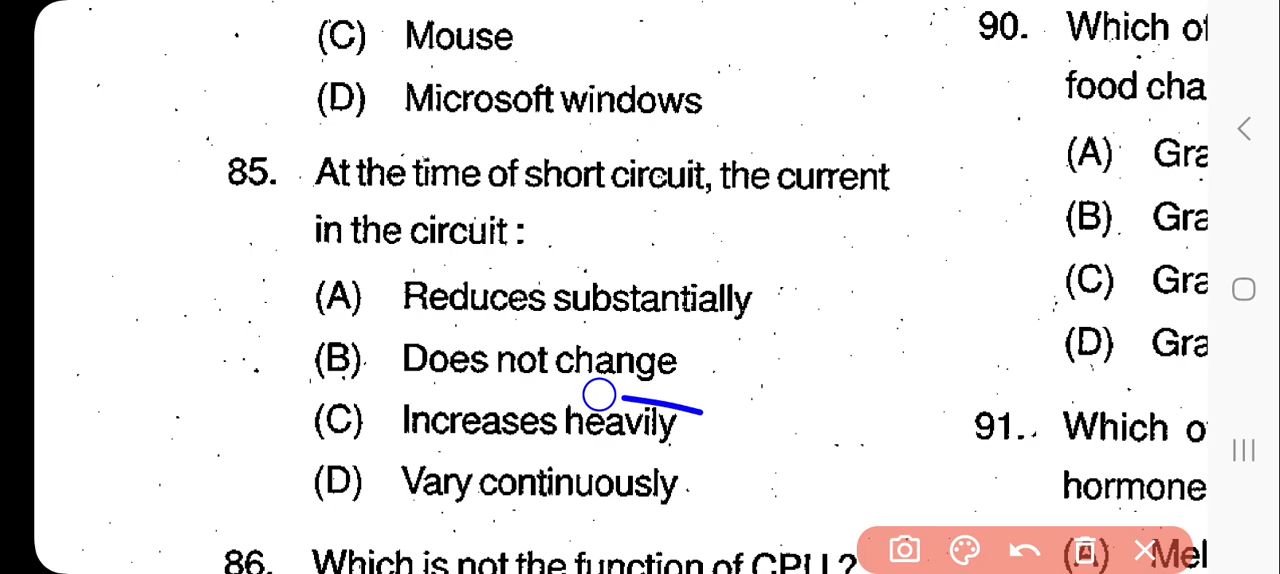 (C) Mouse
(D) Microsoft windows
85. At the time of short circuit, the current
in the circuit :
(A) Reduces substantially
(B) Does not change
(C) Increases heavily
(D) Vary continuously
86. Which is not the function of CPU ?
90. Which of
food cha
(A) Gra
(B) Gra
(C) Gra
(D) Gra
91. Which o
hormone
(A) Mel